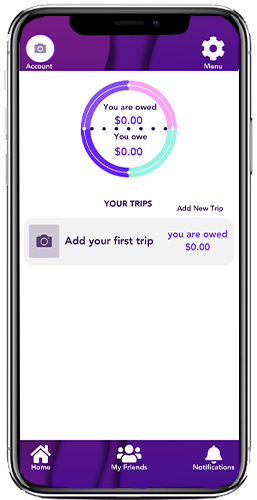 Account
Menu
You are owed
$0.00
You owe
$0.00
YOUR TRIPS
Add New Trip
Add your first trip
you are owed
$0.00
Home
My Friends
Notifications